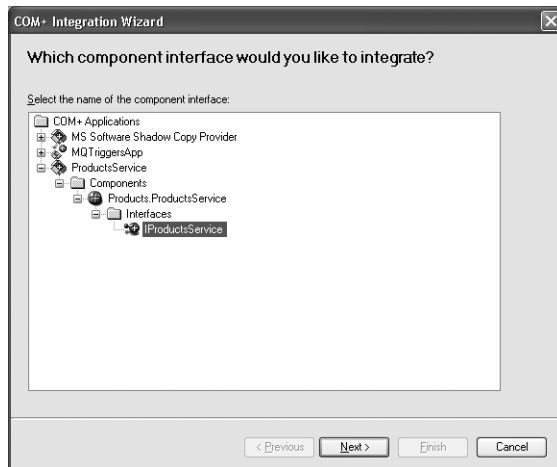 COM+ Integration Wizard
Which component interface would you like to integrate?
Select the name of the component interface:
COM+ Applications
MS Software Shadow Copy Provider
MQTriggersApp
ProductsService
Components
Products.ProductsService
Interfaces
IProductsService
< Previous Next > Finish Cancel